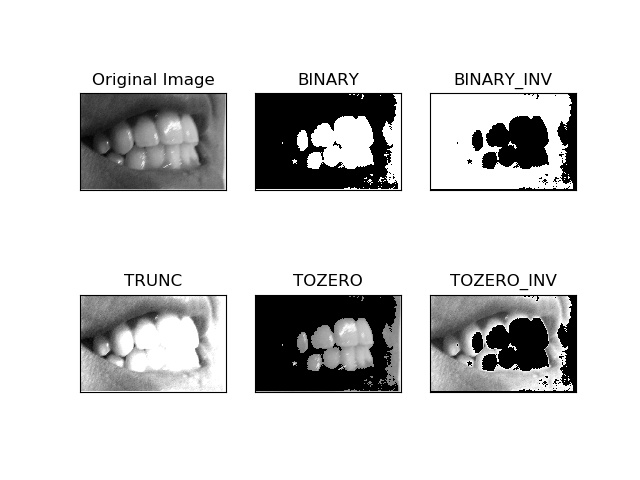 Original Image
BINARY
BINARY_INV
TRUNC
TOZERO
TOZERO_INV